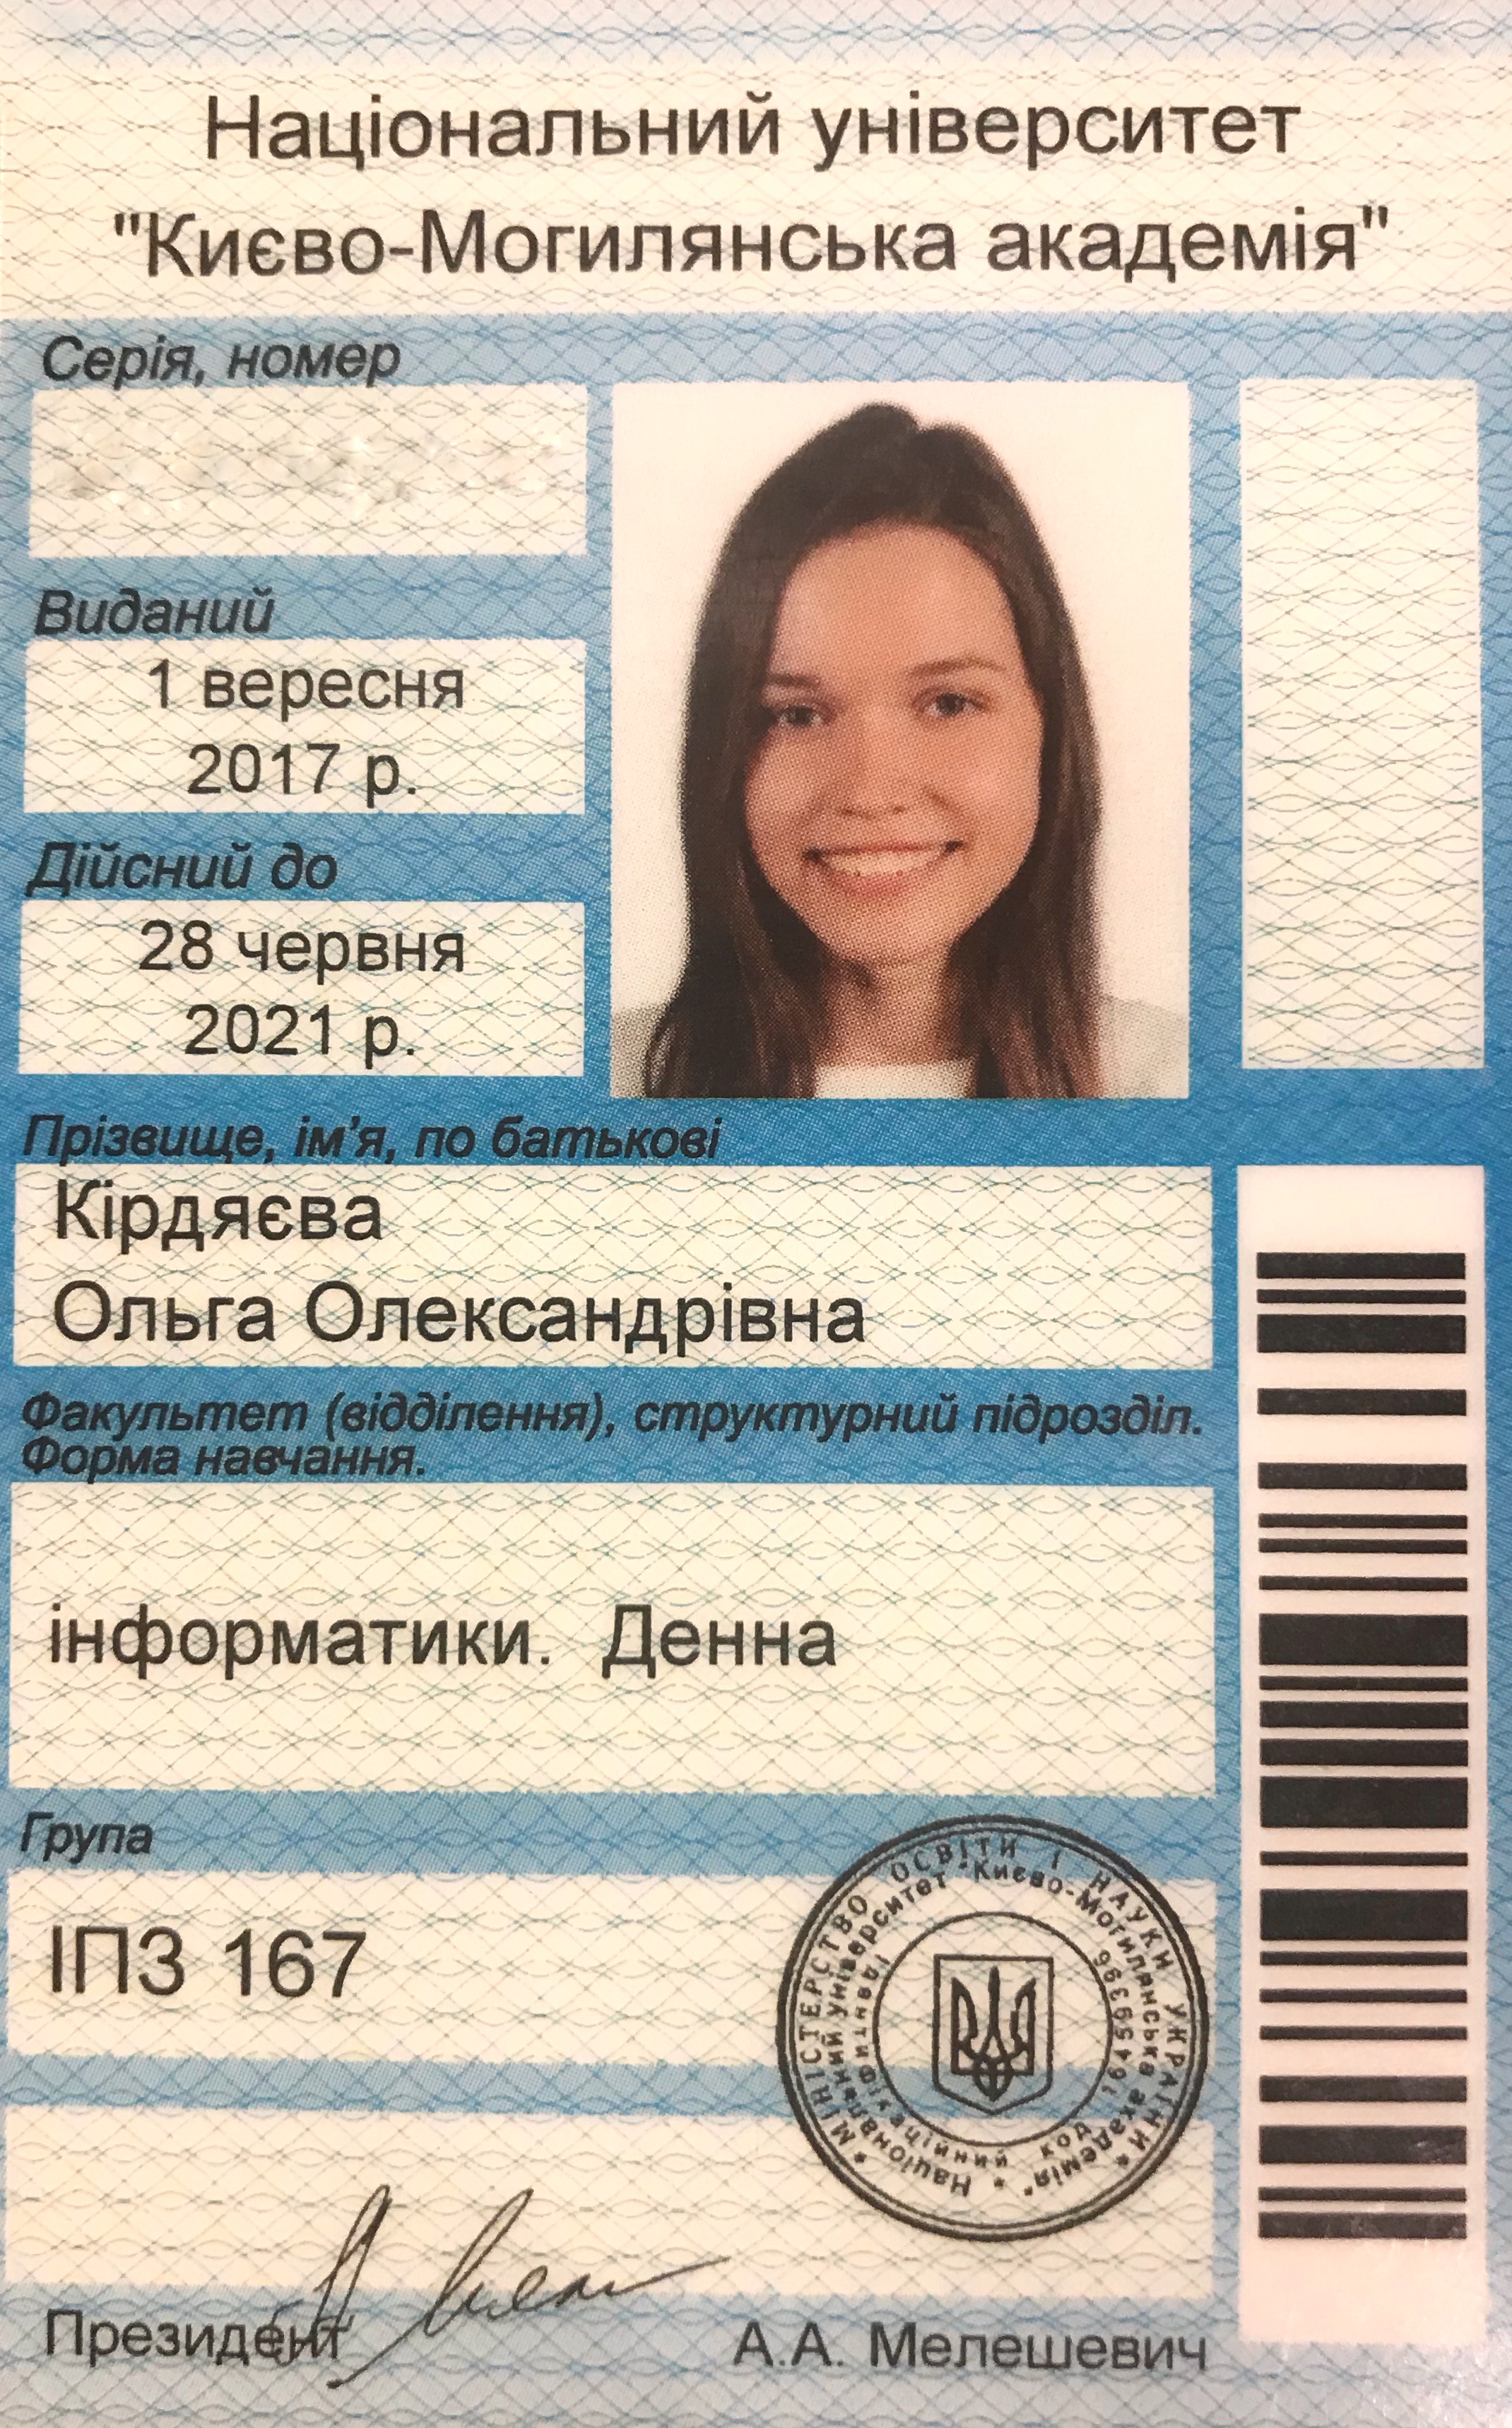 Національний університет
"Києво-Могилянська академія"
Серія, номер
Виданий
1 вересня
2017 р.
Дійсний до
28 червня
2021 р.
Прізвище, ім'я, по батькові
Кірдяєва
Ольга Олександрівна
Факультет (відділення), структурний підрозділ.
Форма навчання.
інформатики. Денна
Група
ІПЗ 167
* МІНІСТЕРСТВО ОСВІТИ І НАУКИ УКРАЇНИ *
* Національний університет "Києво-Могилянська академія"
Ідентифікаційний код 16459396
Президент
А.А. Мелешевич